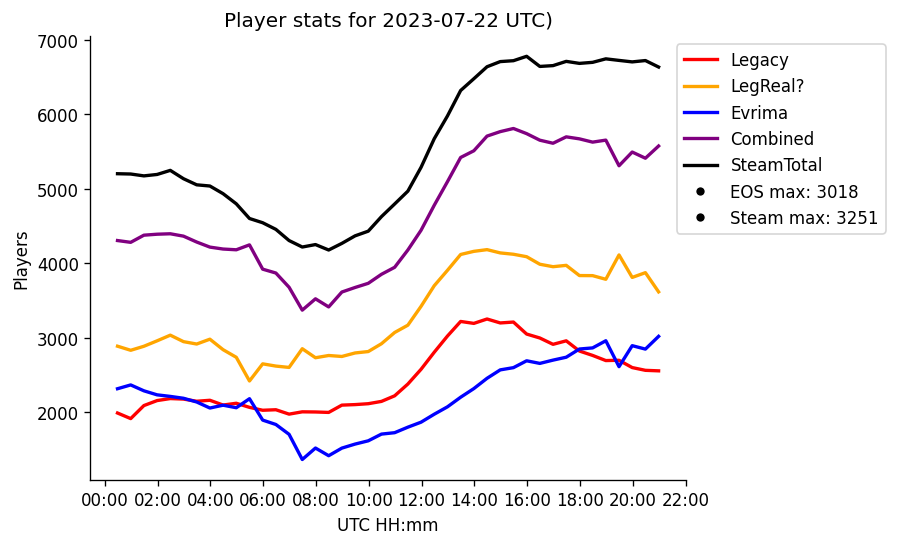 Player stats for 2023-07-22 UTC)
7000
6000
5000
4000
3000
2000
Players
00:00 02:00 04:00 06:00 08:00 10:00 12:00 14:00 16:00 18:00 20:00 22:00
UTC HH:mm
Legacy
LegReal?
Evrima
Combined
SteamTotal
EOS max: 3018
Steam max: 3251